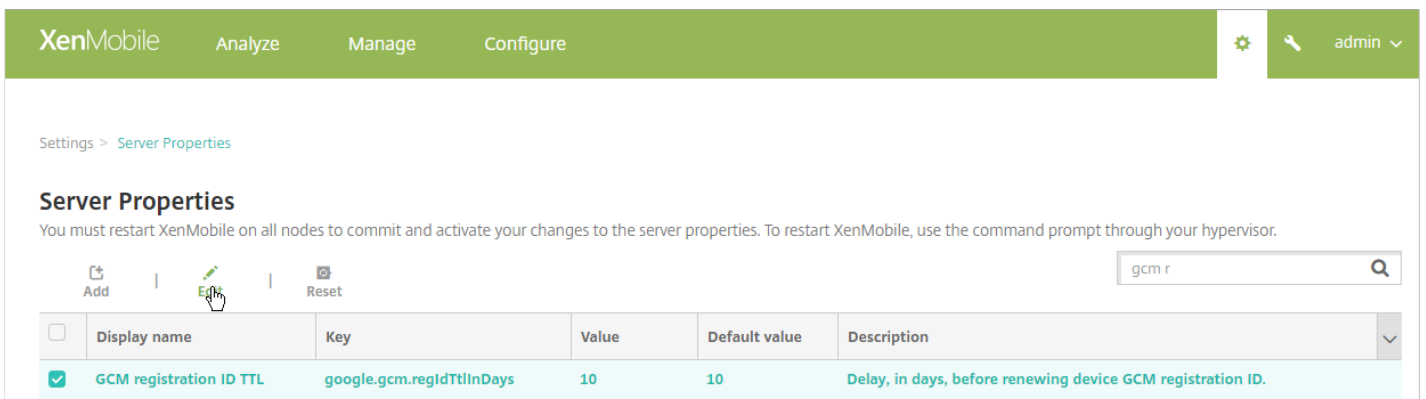 XenMobile Analyze Manage Configure admin
Settings > Server Properties
Server Properties
You must restart XenMobile on all nodes to commit and activate your changes to the server properties. To restart XenMobile, use the command prompt through your hypervisor.
gcm r
Add | Edit | Reset
Display name Key Value Default value Description
GCM registration ID TTL google.gcm.regIdTtlInDays 10 10 Delay, in days, before renewing device GCM registration ID.